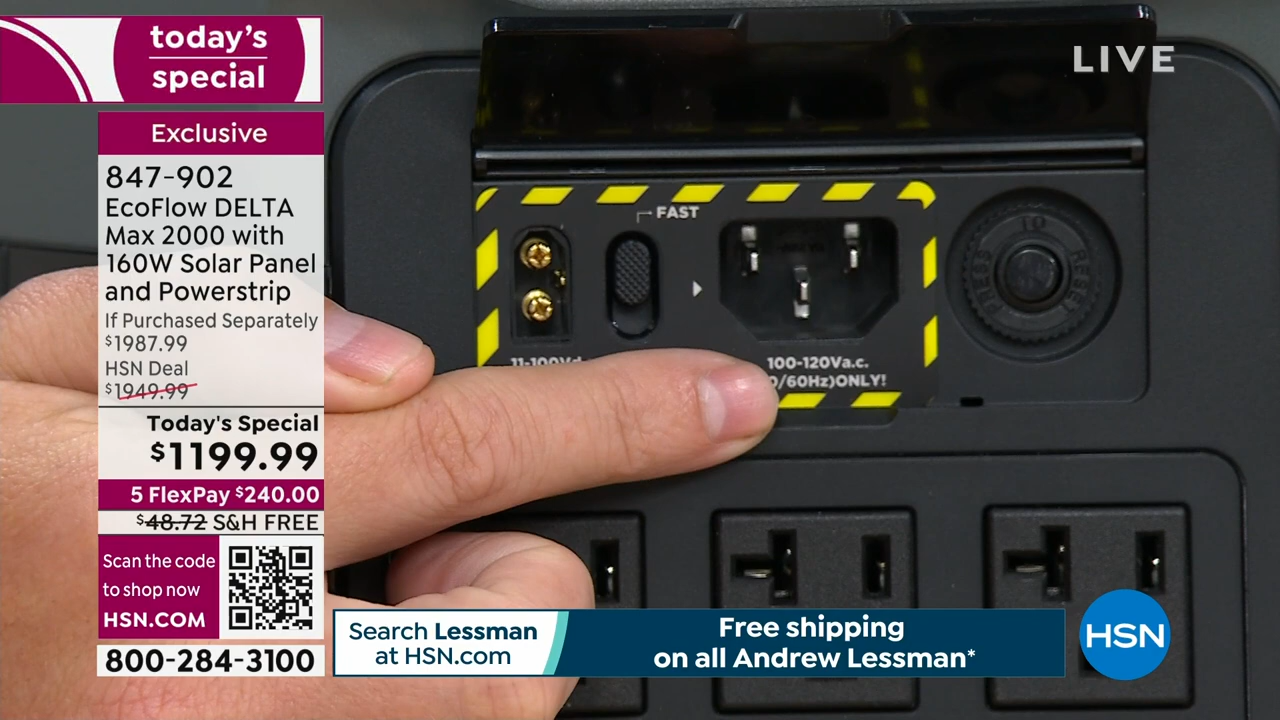 today's
special
LIVE
Exclusive
847-902
EcoFlow DELTA
Max 2000 with
160W Solar Panel
and Powerstrip
If Purchased Separately
$1987.99
HSN Deal
$1949.99
Today's Special
$1199.99
5 FlexPay $240.00
$48.72 S&H FREE
Scan the code
to shop now
HSN.COM
800-284-3100
FAST
100-120Va.c.
/60Hz)ONLY!
TO
RESET
Search Lessman
at HSN.com
Free shipping
on all Andrew Lessman*
HSN